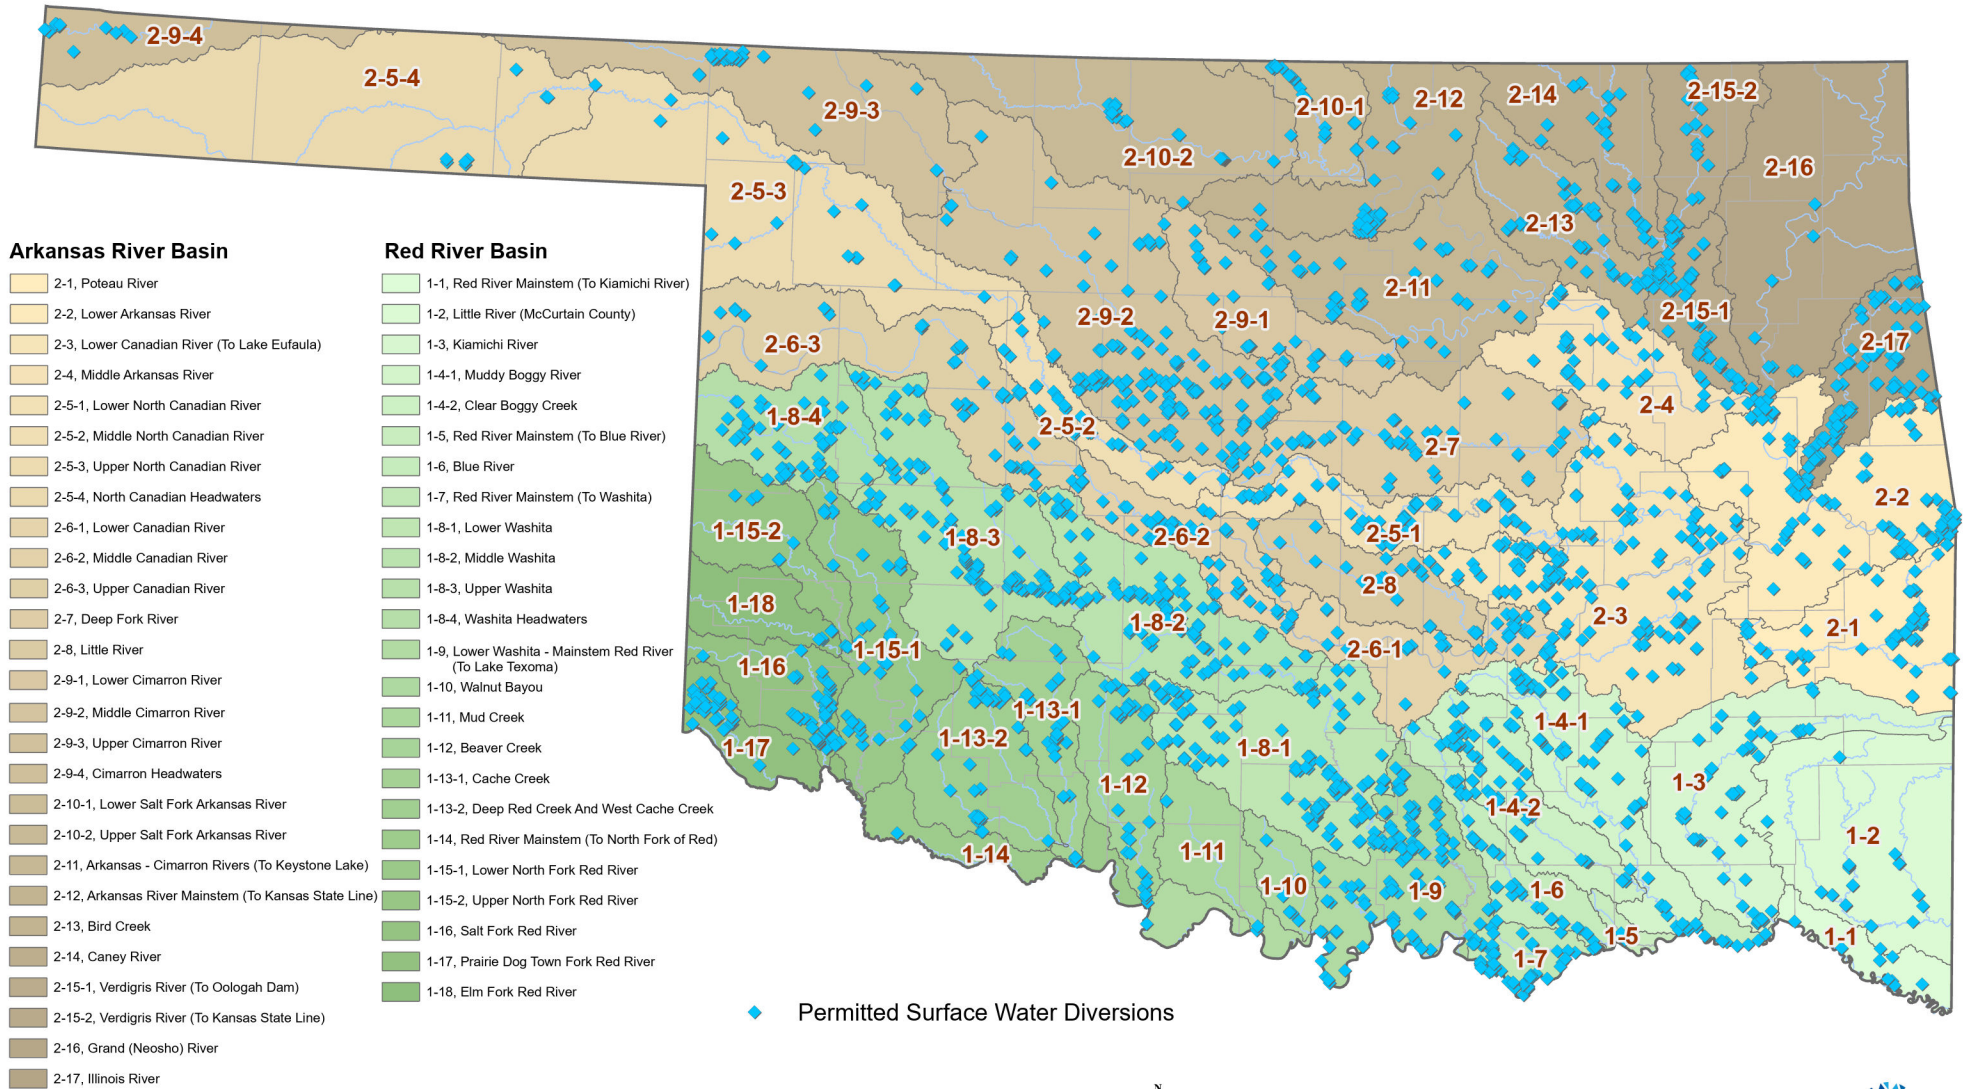 Arkansas River Basin
2-1, Poteau River
2-2, Lower Arkansas River
2-3, Lower Canadian River (To Lake Eufaula)
2-4, Middle Arkansas River
2-5-1, Lower North Canadian River
2-5-2, Middle North Canadian River
2-5-3, Upper North Canadian River
2-5-4, North Canadian Headwaters
2-6-1, Lower Canadian River
2-6-2, Middle Canadian River
2-6-3, Upper Canadian River
2-7, Deep Fork River
2-8, Little River
2-9-1, Lower Cimarron River
2-9-2, Middle Cimarron River
2-9-3, Upper Cimarron River
2-9-4, Cimarron Headwaters
2-10-1, Lower Salt Fork Arkansas River
2-10-2, Upper Salt Fork Arkansas River
2-11, Arkansas - Cimarron Rivers (To Keystone Lake)
2-12, Arkansas River Mainstem (To Kansas State Line)
2-13, Bird Creek
2-14, Caney River
2-15-1, Verdigris River (To Oologah Dam)
2-15-2, Verdigris River (To Kansas State Line)
2-16, Grand (Neosho) River
2-17, Illinois River
Red River Basin
1-1, Red River Mainstem (To Kiamichi River)
1-2, Little River (McCurtain County)
1-3, Kiamichi River
1-4-1, Muddy Boggy River
1-4-2, Clear Boggy Creek
1-5, Red River Mainstem (To Blue River)
1-6, Blue River
1-7, Red River Mainstem (To Washita)
1-8-1, Lower Washita
1-8-2, Middle Washita
1-8-3, Upper Washita
1-8-4, Washita Headwaters
1-9, Lower Washita - Mainstem Red River
(To Lake Texoma)
1-10, Walnut Bayou
1-11, Mud Creek
1-12, Beaver Creek
1-13-1, Cache Creek
1-13-2, Deep Red Creek And West Cache Creek
1-14, Red River Mainstem (To North Fork of Red)
1-15-1, Lower North Fork Red River
1-15-2, Upper North Fork Red River
1-16, Salt Fork Red River
1-17, Prairie Dog Town Fork Red River
1-18, Elm Fork Red River
2-9-4
2-5-4
2-9-3
2-10-1
2-12
2-14
2-15-2
2-10-2
2-16
2-5-3
2-13
2-11
2-9-2
2-9-1
2-15-1
2-6-3
2-17
2-4
1-8-4
2-5-2
2-7
2-2
1-15-2
1-8-3
2-6-2
2-5-1
2-8
1-18
1-8-2
2-3
2-1
1-15-1
2-6-1
1-16
1-13-1
1-4-1
1-17
1-13-2
1-8-1
1-12
1-3
1-4-2
1-2
1-14
1-11
1-10
1-9
1-6
1-5
1-1
1-7
Permitted Surface Water Diversions
N